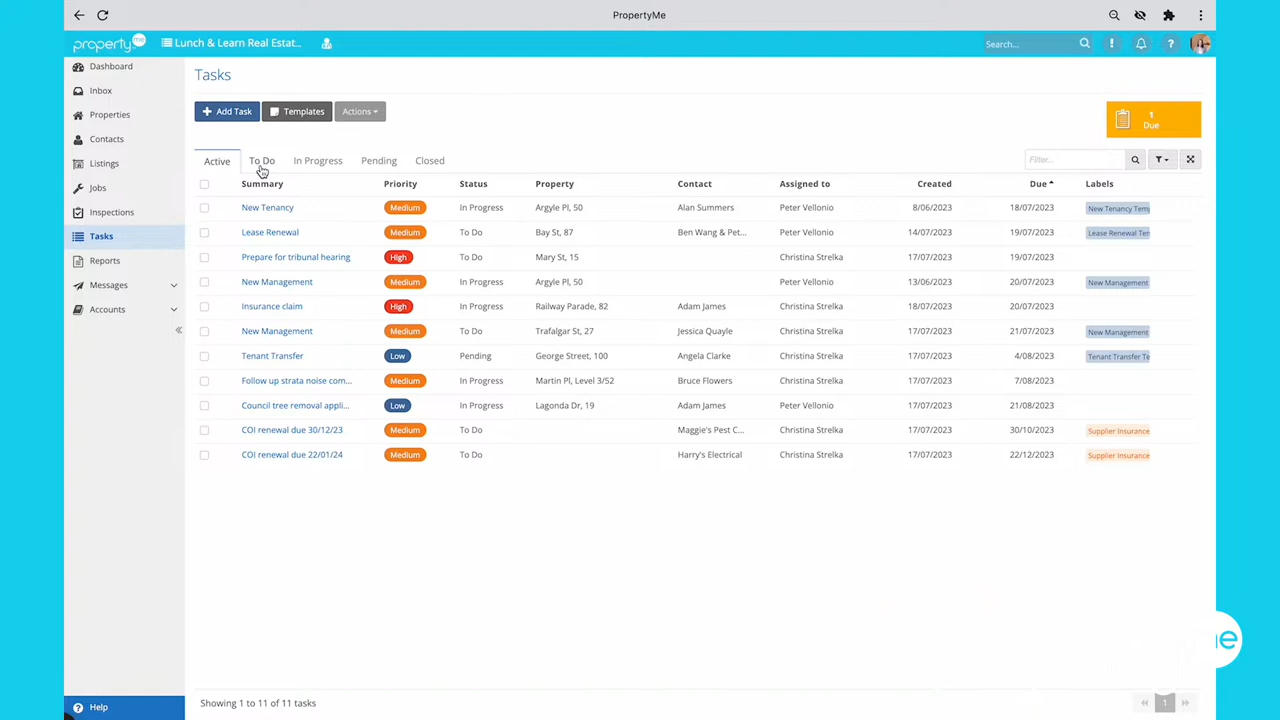 PropertyMe
propertyme
Lunch & Learn Real Estat...
Search...
Dashboard
Inbox
Properties
Contacts
Listings
Jobs
Inspections
Tasks
Reports
Messages
Accounts
Help
Tasks
Add Task
Templates
Actions
1
Due
Active To Do In Progress Pending Closed
Filter...
Summary Priority Status Property Contact Assigned to Created Due Labels
New Tenancy Medium In Progress Argyle Pl, 50 Alan Summers Peter Vellonio 8/06/2023 18/07/2023 New Tenancy Temp
Lease Renewal Medium In Progress Bay St, 87 Ben Wang & Pet... Peter Vellonio 14/07/2023 19/07/2023 Lease Renewal Tem
Prepare for tribunal hearing High To Do Mary St, 15 Christina Strelka 17/07/2023 19/07/2023
New Management Medium In Progress Argyle Pl, 50 Peter Vellonio 13/06/2023 20/07/2023 New Management
Insurance claim High In Progress Railway Parade, 82 Adam James Christina Strelka 18/07/2023 20/07/2023
New Management Medium To Do Trafalgar St, 27 Jessica Quayle Christina Strelka 17/07/2023 21/07/2023 New Management
Tenant Transfer Low Pending George Street, 100 Angela Clarke Christina Strelka 17/07/2023 4/08/2023 Tenant Transfer Te
Follow up strata noise com... Medium In Progress Martin Pl, Level 3/52 Bruce Flowers Christina Strelka 17/07/2023 7/08/2023
Council tree removal appli... Low In Progress Lagonda Dr, 19 Adam James Peter Vellonio 17/07/2023 21/08/2023
COI renewal due 30/12/23 Medium To Do Maggie's Pest C... Christina Strelka 17/07/2023 30/10/2023 Supplier Insurance
COI renewal due 22/01/24 Medium To Do Harry's Electrical Christina Strelka 17/07/2023 22/12/2023 Supplier Insurance
Showing 1 to 11 of 11 tasks
1